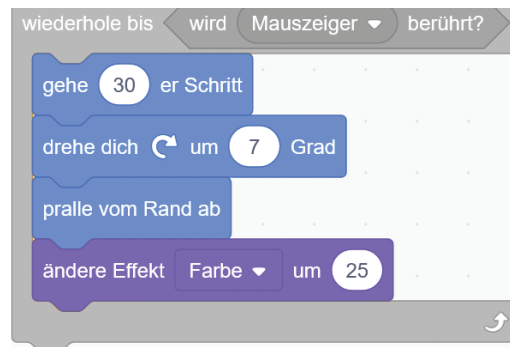 wiederhole bis wird Mauszeiger berührt?
gehe 30 er Schritt
drehe dich um 7 Grad
pralle vom Rand ab
ändere Effekt Farbe um 25